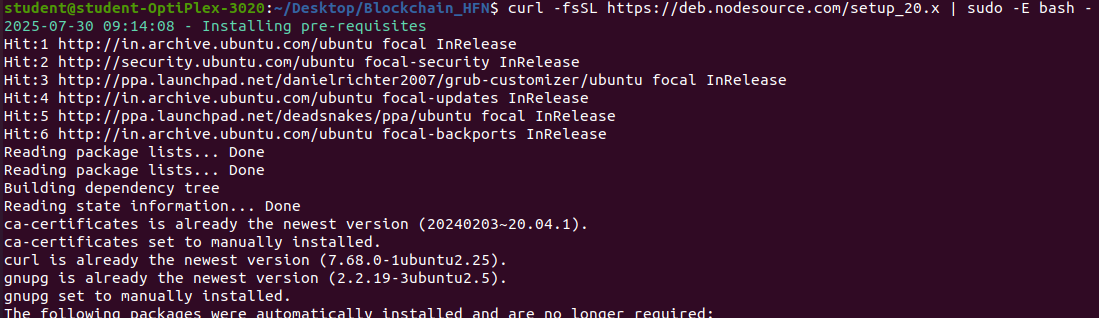 student@student-OptiPlex-3020:~/Desktop/Blockchain_HFN$ curl -fsSL https://deb.nodesource.com/setup_20.x | sudo -E bash -
2025-07-30 09:14:08 - Installing pre-requisites
Hit:1 http://in.archive.ubuntu.com/ubuntu focal InRelease
Hit:2 http://security.ubuntu.com/ubuntu focal-security InRelease
Hit:3 http://ppa.launchpad.net/danielrichter2007/grub-customizer/ubuntu focal InRelease
Hit:4 http://in.archive.ubuntu.com/ubuntu focal-updates InRelease
Hit:5 http://ppa.launchpad.net/deadsnakes/ppa/ubuntu focal InRelease
Hit:6 http://in.archive.ubuntu.com/ubuntu focal-backports InRelease
Reading package lists... Done
Reading package lists... Done
Building dependency tree
Reading state information... Done
ca-certificates is already the newest version (20240203~20.04.1).
ca-certificates set to manually installed.
curl is already the newest version (7.68.0-1ubuntu2.25).
gnupg is already the newest version (2.2.19-3ubuntu2.5).
gnupg set to manually installed.
The following packages were automatically installed and are no longer required: